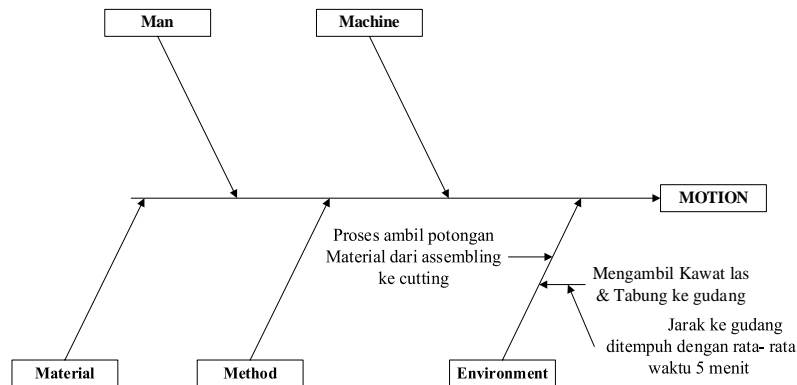 Man
Machine
MOTION
Proses ambil potongan
Material dari assembling
ke cutting
Mengambil Kawat las
& Tabung ke gudang
Jarak ke gudang
ditempuh dengan rata- rata
waktu 5 menit
Material
Method
Environment